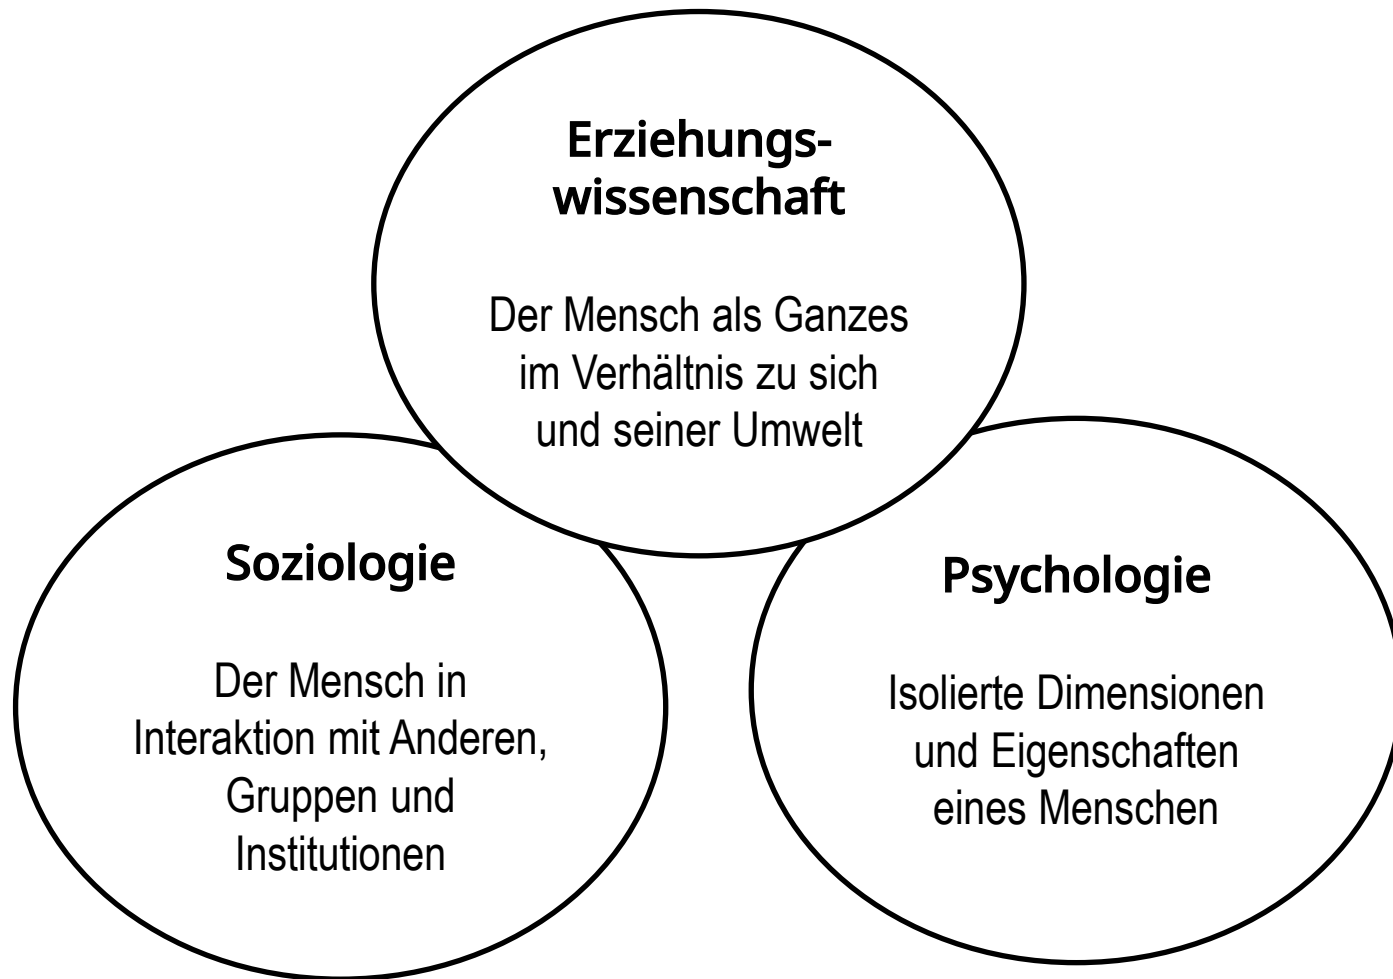 Erziehungs-
wissenschaft
Der Mensch als Ganzes
im Verhältnis zu sich
und seiner Umwelt
Soziologie
Der Mensch in
Interaktion mit Anderen,
Gruppen und
Institutionen
Psychologie
Isolierte Dimensionen
und Eigenschaften
eines Menschen